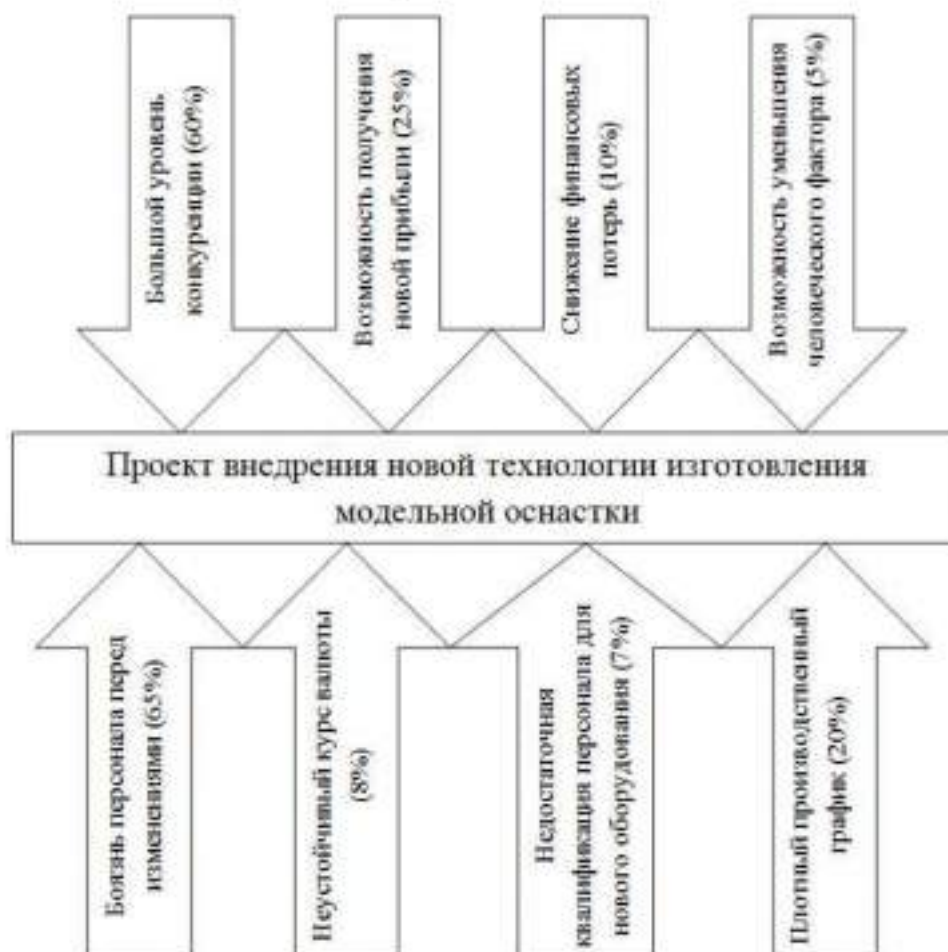 Большой уровень
конкуренции (60%)
Возможность получения
новой прибыли (25%)
Снижение финансовых
потерь (10%)
Возможность уменьшения
человеческого фактора (5%)
Проект внедрения новой технологии изготовления
модельной оснастки
Боязнь персонала перед
изменениями (65%)
Неустойчивый курс валюты
(8%)
Недостаточная
квалификация персонала для
нового оборудования (7%)
Плотный производственный
график (20%)